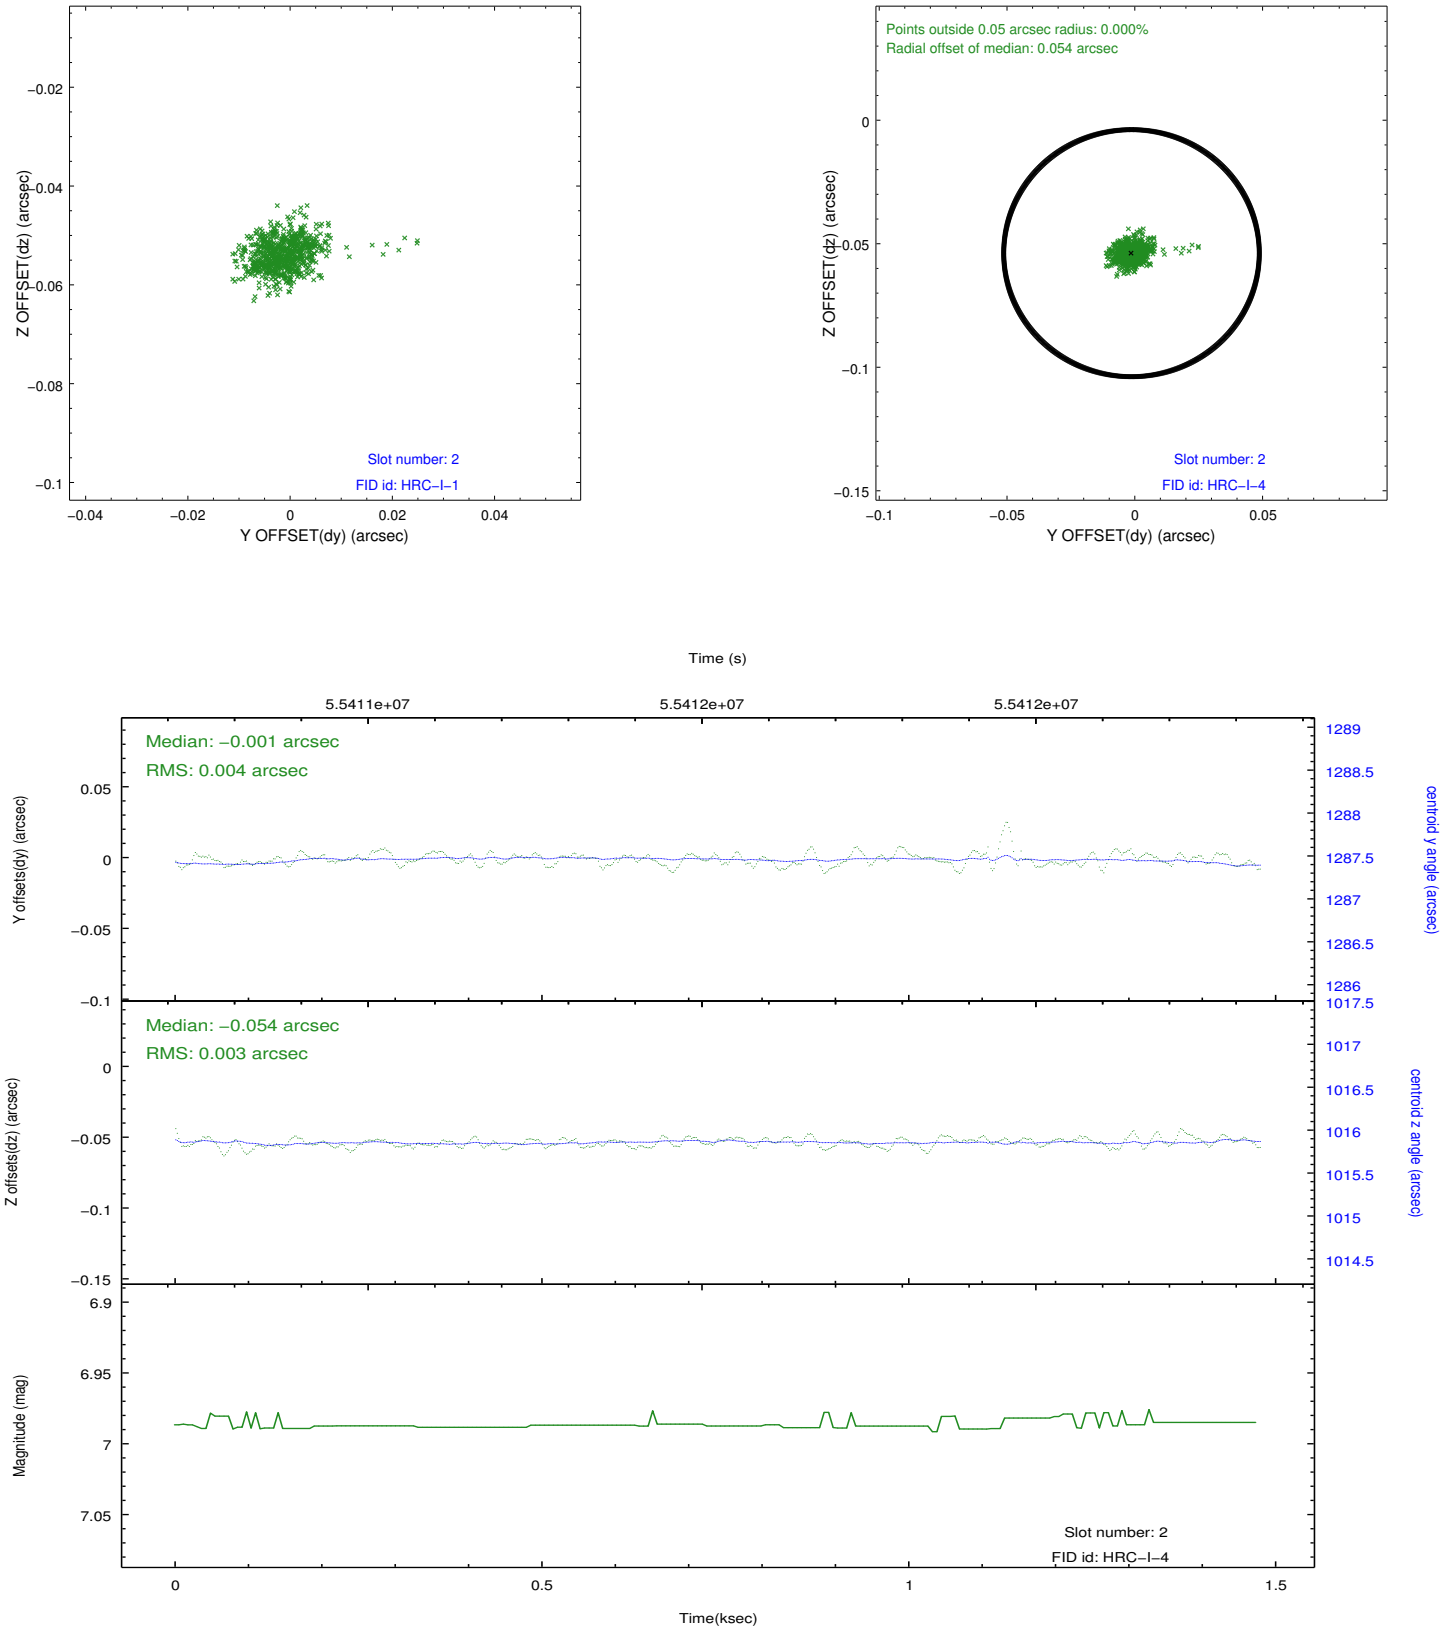 −0.02
−0.04
−0.06
−0.08
−0.1
Z OFFSET(dz) (arcsec)
Slot number: 2
FID id: HRC−I−1
−0.04
−0.02
0
0.02
0.04
Y OFFSET(dy) (arcsec)
Points outside 0.05 arcsec radius: 0.000%
Radial offset of median: 0.054 arcsec
0
−0.05
−0.1
−0.15
Z OFFSET(dz) (arcsec)
Slot number: 2
FID id: HRC−I−4
−0.1
−0.05
0
0.05
Y OFFSET(dy) (arcsec)
Time (s)
5.5411e+07
5.5412e+07
5.5412e+07
Median: −0.001 arcsec
RMS: 0.004 arcsec
0.05
0
−0.05
−0.1
Y offsets(dy) (arcsec)
1289
1288.5
1288
1287.5
1287
1286.5
1286
centroid y angle (arcsec)
Median: −0.054 arcsec
RMS: 0.003 arcsec
0
−0.05
−0.1
−0.15
Z offsets(dz) (arcsec)
1017.5
1017
1016.5
1016
1015.5
1015
1014.5
centroid z angle (arcsec)
6.9
6.95
7
7.05
Magnitude (mag)
Slot number: 2
FID id: HRC−I−4
0
0.5
1
1.5
Time(ksec)